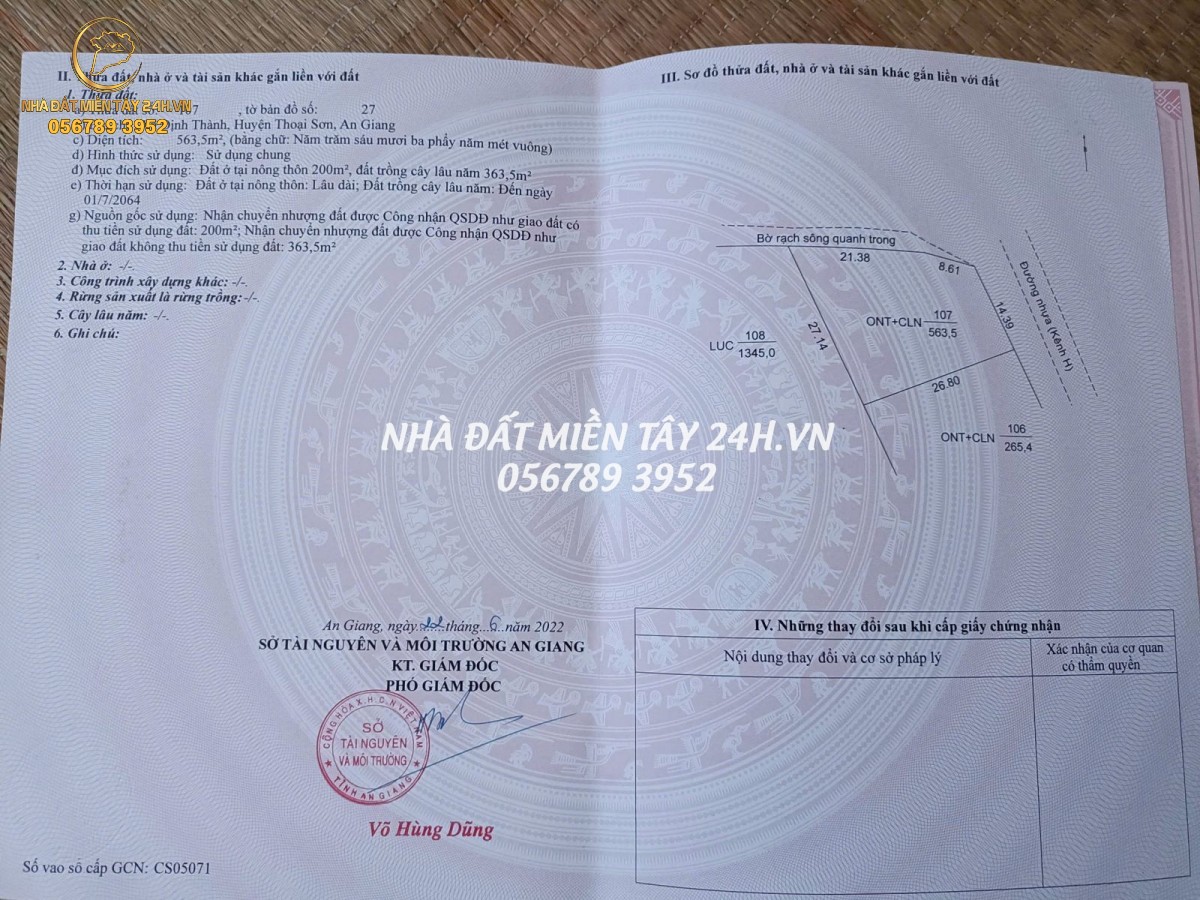 II. Thửa đất, nhà ở và tài sản khác gắn liền với đất
1. Thửa đất:
, tờ bản đồ số: 27
NHÀ ĐẤT MIỀN TÂY 24H.VN
056789 3952
Định Thành, Huyện Thoại Sơn, An Giang
c) Diện tích: 563,5m², (bằng chữ: Năm trăm sáu mươi ba phẩy năm mét vuông)
d) Hình thức sử dụng: Sử dụng chung
đ) Mục đích sử dụng: Đất ở tại nông thôn 200m², đất trồng cây lâu năm 363,5m²
e) Thời hạn sử dụng: Đất ở tại nông thôn: Lâu dài; Đất trồng cây lâu năm: Đến ngày
01/7/2064
g) Nguồn gốc sử dụng: Nhận chuyển nhượng đất được Công nhận QSDĐ như giao đất có
thu tiền sử dụng đất: 200m²; Nhận chuyển nhượng đất được Công nhận QSDĐ như
giao đất không thu tiền sử dụng đất: 363,5m²
2. Nhà ở: -/-.
3. Công trình xây dựng khác: -/-.
4. Rừng sản xuất là rừng trồng: -/-.
5. Cây lâu năm: -/-.
6. Ghi chú:
An Giang, ngày 22 tháng 6 năm 2022
SỞ TÀI NGUYÊN VÀ MÔI TRƯỜNG AN GIANG
KT. GIÁM ĐỐC
PHÓ GIÁM ĐỐC
CỘNG HÒA X.H.C.N VIỆT NAM
SỞ
TÀI NGUYÊN
VÀ MÔI TRƯỜNG
TỈNH AN GIANG
Võ Hùng Dũng
Số vào sổ cấp GCN: CS05071
III. Sơ đồ thửa đất, nhà ở và tài sản khác gắn liền với đất
Bờ rạch sông quanh trong
21.38
8.61
Đường nhựa (Kênh H)
14.39
27.14
ONT+CLN 107
563,5
LUC 108
1345,0
26.80
ONT+CLN 106
265,4
NHÀ ĐẤT MIỀN TÂY 24H.VN
056789 3952
IV. Những thay đổi sau khi cấp giấy chứng nhận
Nội dung thay đổi và cơ sở pháp lý
Xác nhận của cơ quan
có thẩm quyền